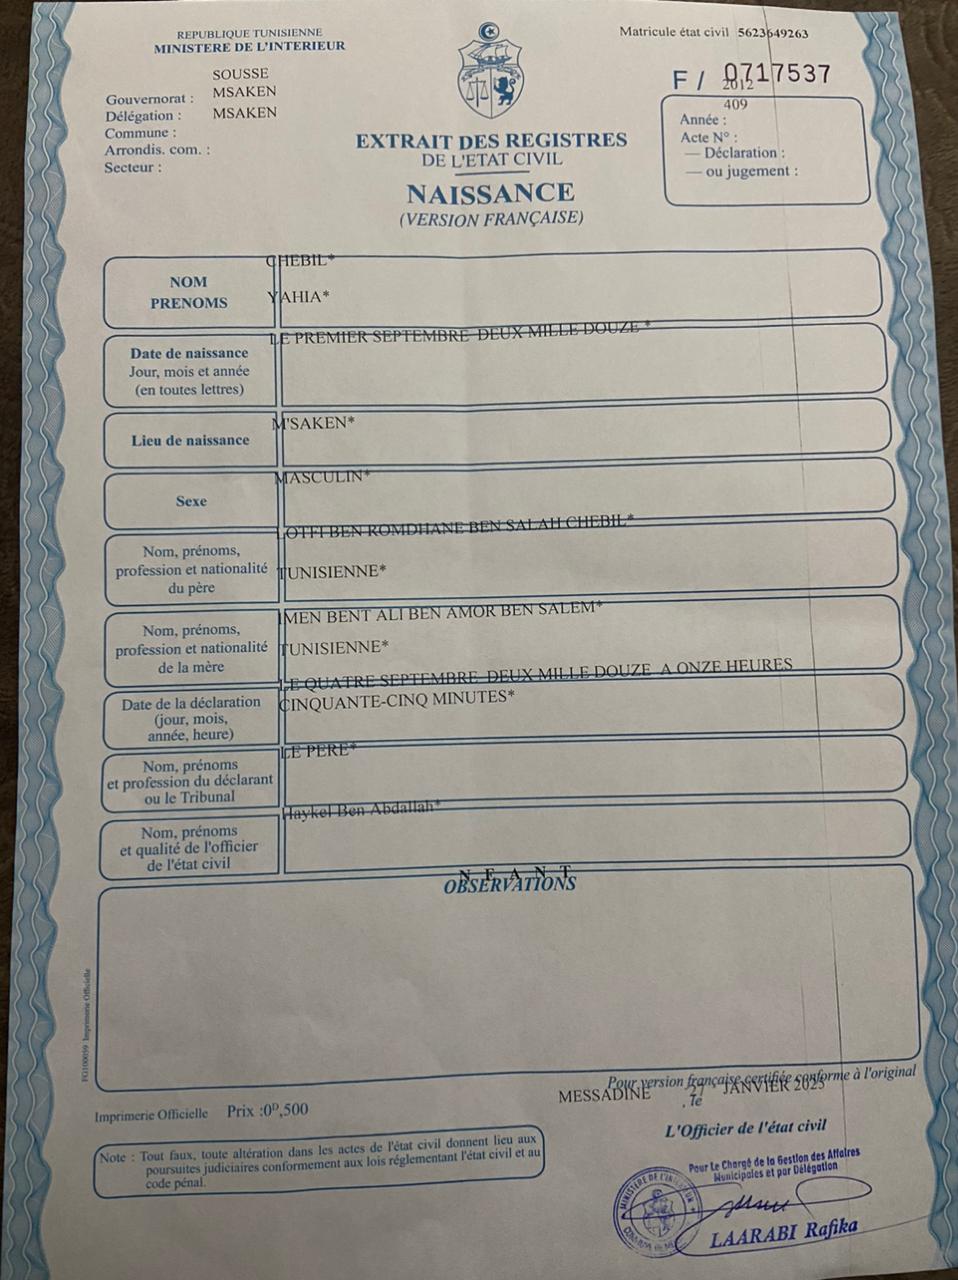 REPUBLIQUE TUNISIENNE
MINISTERE DE L'INTERIEUR
Matricule état civil 5623649263
F / 0717537
Gouvernorat : SOUSSE
Délégation : MSAKEN
Commune : MSAKEN
Arrondis. com. :
Secteur :
2012
409
Année :
Acte N° :
— Déclaration :
— ou jugement :
EXTRAIT DES REGISTRES
DE L'ETAT CIVIL
NAISSANCE
(VERSION FRANÇAISE)
NOM
PRENOMS
CHEBIL*
YAHIA*
Date de naissance
Jour, mois et année
(en toutes lettres)
LE PREMIER SEPTEMBRE DEUX MILLE DOUZE *
Lieu de naissance
M'SAKEN*
Sexe
MASCULIN*
Nom, prénoms,
profession et nationalité
du père
LOTFI BEN ROMDHANE BEN SALAH CHEBIL*
TUNISIENNE*
Nom, prénoms,
profession et nationalité
de la mère
IMEN BENT ALI BEN AMOR BEN SALEM*
TUNISIENNE*
Date de la déclaration
(jour, mois,
année, heure)
LE QUATRE SEPTEMBRE DEUX MILLE DOUZE A ONZE HEURES
CINQUANTE-CINQ MINUTES*
Nom, prénoms
et profession du déclarant
ou le Tribunal
LE PERE*
Nom, prénoms
et qualité de l'officier
de l'état civil
Haykel Ben Abdallah*
N E A N T
OBSERVATIONS
FG100059 Imprimerie Officielle
Pour version française certifiée conforme à l'original
MESSADINE , le 27 JANVIER 2025
Imprimerie Officielle Prix :0ᴰ,500
L'Officier de l'état civil
Note : Tout faux, toute altération dans les actes de l'état civil donnent lieu aux
poursuites judiciaires conformement aux lois réglementant l'état civil et au
code pénal.
Pour Le Chargé de la Gestion des Affaires
Municipales et par Délégation
MINISTERE DE L'INTERIEUR
LAARABI Rafika